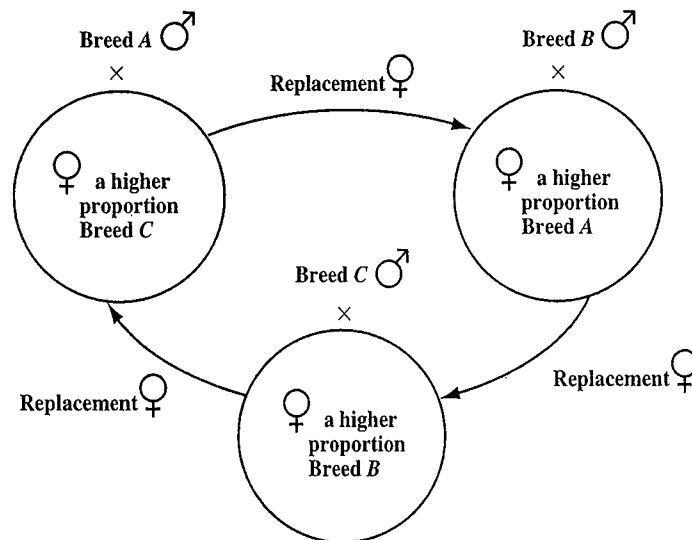 Breed A ♂
×
Breed B ♂
×
Replacement ♀
♀ a higher
proportion
Breed C
♀ a higher
proportion
Breed A
Breed C ♂
×
Replacement ♀
Replacement ♀
♀ a higher
proportion
Breed B